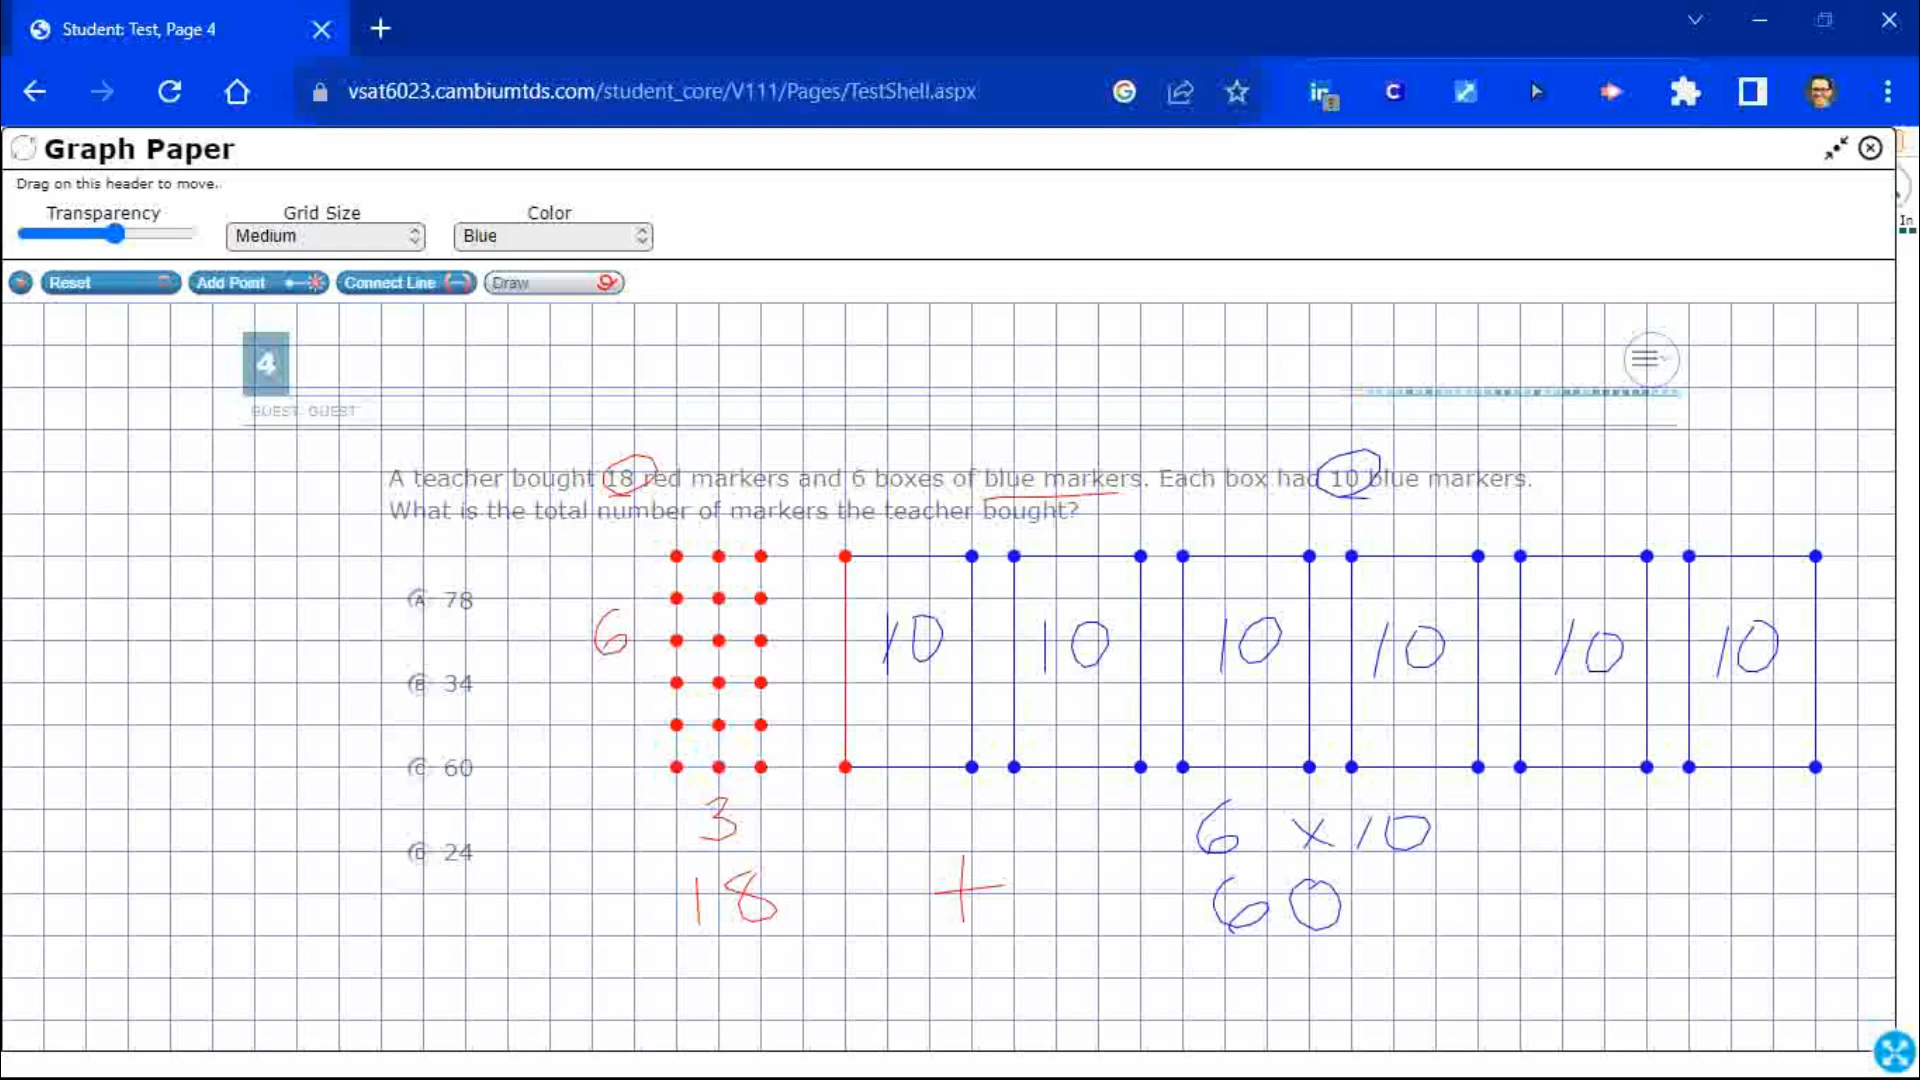 Student: Test, Page 4
vsat6023.cambiumtds.com/student_core/V111/Pages/TestShell.aspx
Graph Paper
Drag on this header to move.
Transparency Grid Size Color
Medium Blue
In
Reset Add Point Connect Line Draw
4
GUEST, GUEST
A teacher bought 18 red markers and 6 boxes of blue markers. Each box had 10 blue markers.
What is the total number of markers the teacher bought?
A 78
6 10 10 10 10 10 10
B 34
C 60
3 6 x 10
D 24
18 + 60